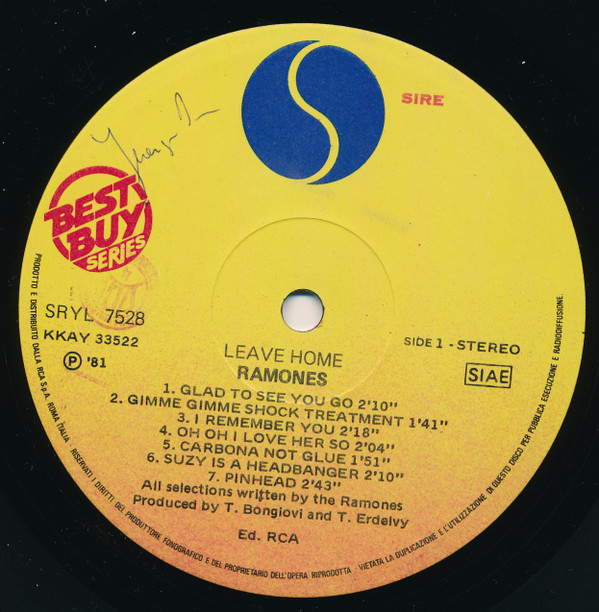 SIRE
BEST
BUY
SERIES
SRYL 7528
KKAY 33522
Ⓟ '81
SIDE 1 - STEREO
SIAE
LEAVE HOME
RAMONES
1. GLAD TO SEE YOU GO 2'10"
2. GIMME GIMME SHOCK TREATMENT 1'41"
3. I REMEMBER YOU 2'18"
4. OH OH I LOVE HER SO 2'04"
5. CARBONA NOT GLUE 1'51"
6. SUZY IS A HEADBANGER 2'10"
7. PINHEAD 2'43"
All selections written by the Ramones
Produced by T. Bongiovi and T. Erdelvy
Ed. RCA
PRODOTTO E DISTRIBUITO DALLA RCA S.p.A. ROMA ITALIA · RISERVATI I DIRITTI DEL PRODUTTORE FONOGRAFICO E DEL PROPRIETARIO DELL'OPERA RIPRODOTTA · VIETATA LA DUPLICAZIONE E L'UTILIZZAZIONE DI QUESTO DISCO PER PUBBLICA ESECUZIONE E RADIODIFFUSIONE.